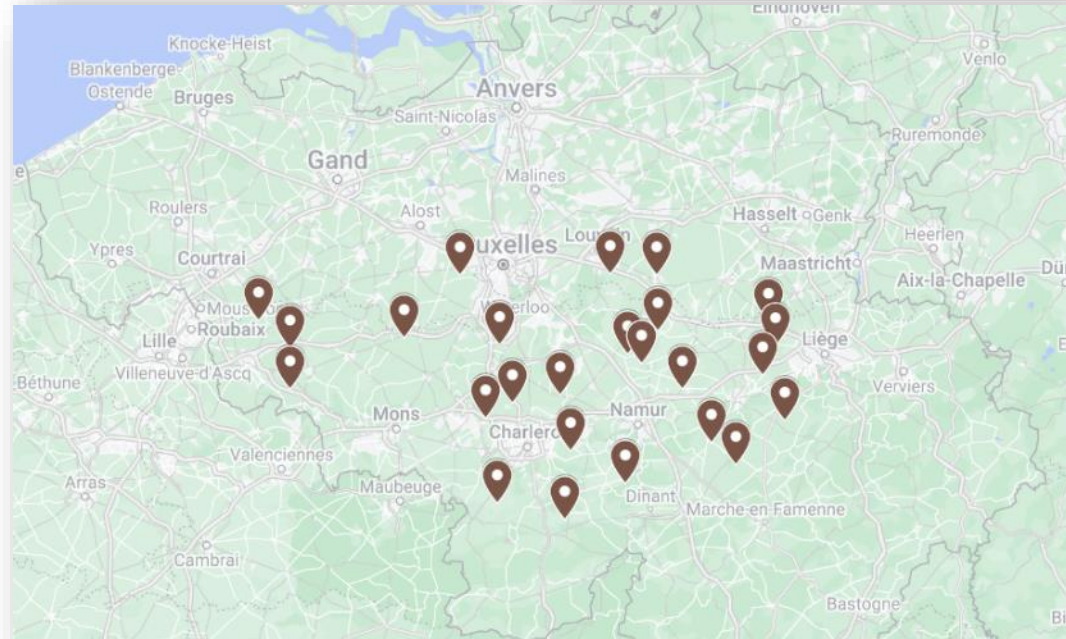 Eindhoven
Knocke-Heist
Venlo
Blankenberge
Anvers
Ostende
Bruges
Saint-Nicolas
Ruremonde
Gand
Malines
Roulers
Alost
Hasselt
Genk
Heerlen
Ypres
Courtrai
uxelles
Maastricht
Aix-la-Chapelle
Roubaix
Lille
Liège
Villeneuve-d'Ascq
Verviers
Béthune
Mons
Namur
Charlero
Valenciennes
Arras
Maubeuge
Dinant
Marche-en-Famenne
Cambrai
Bastogne